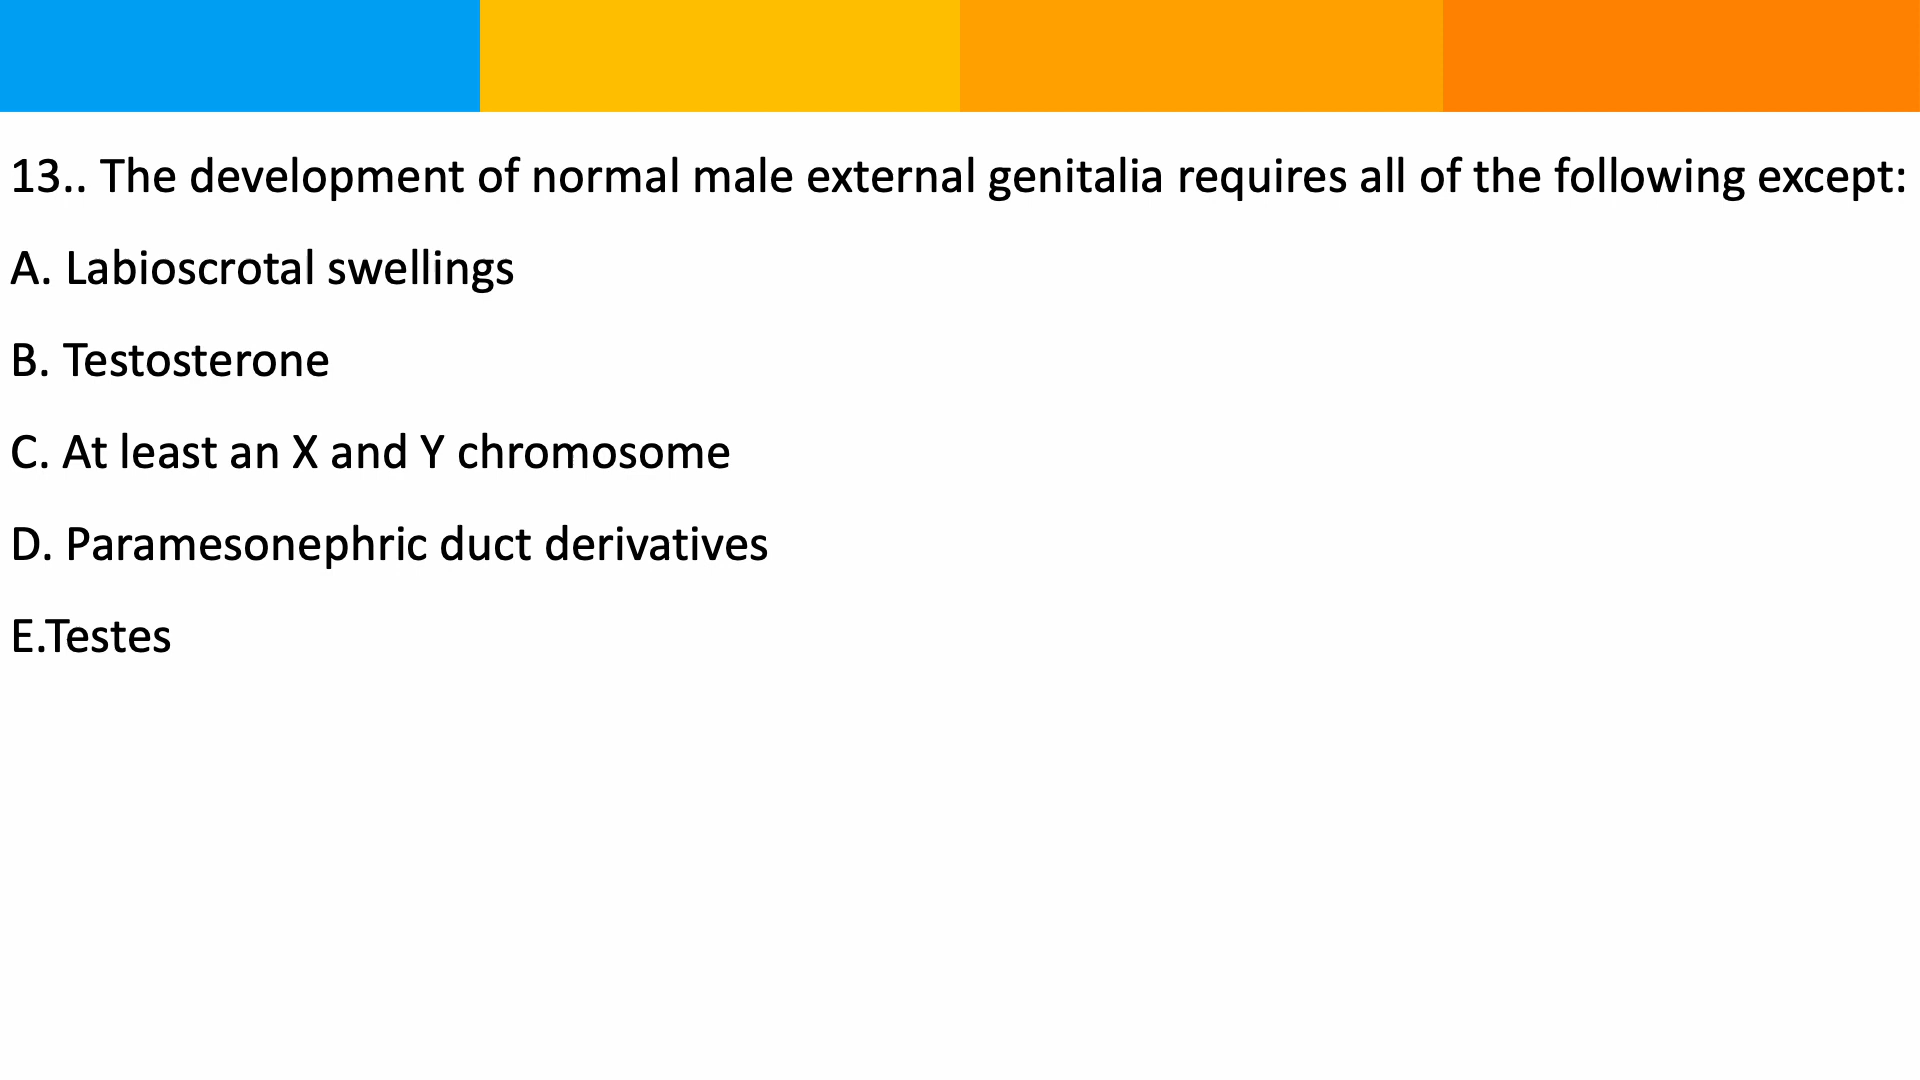 13.. The development of normal male external genitalia requires all of the following except:
A. Labioscrotal swellings
B. Testosterone
C. At least an X and Y chromosome
D. Paramesonephric duct derivatives
E.Testes